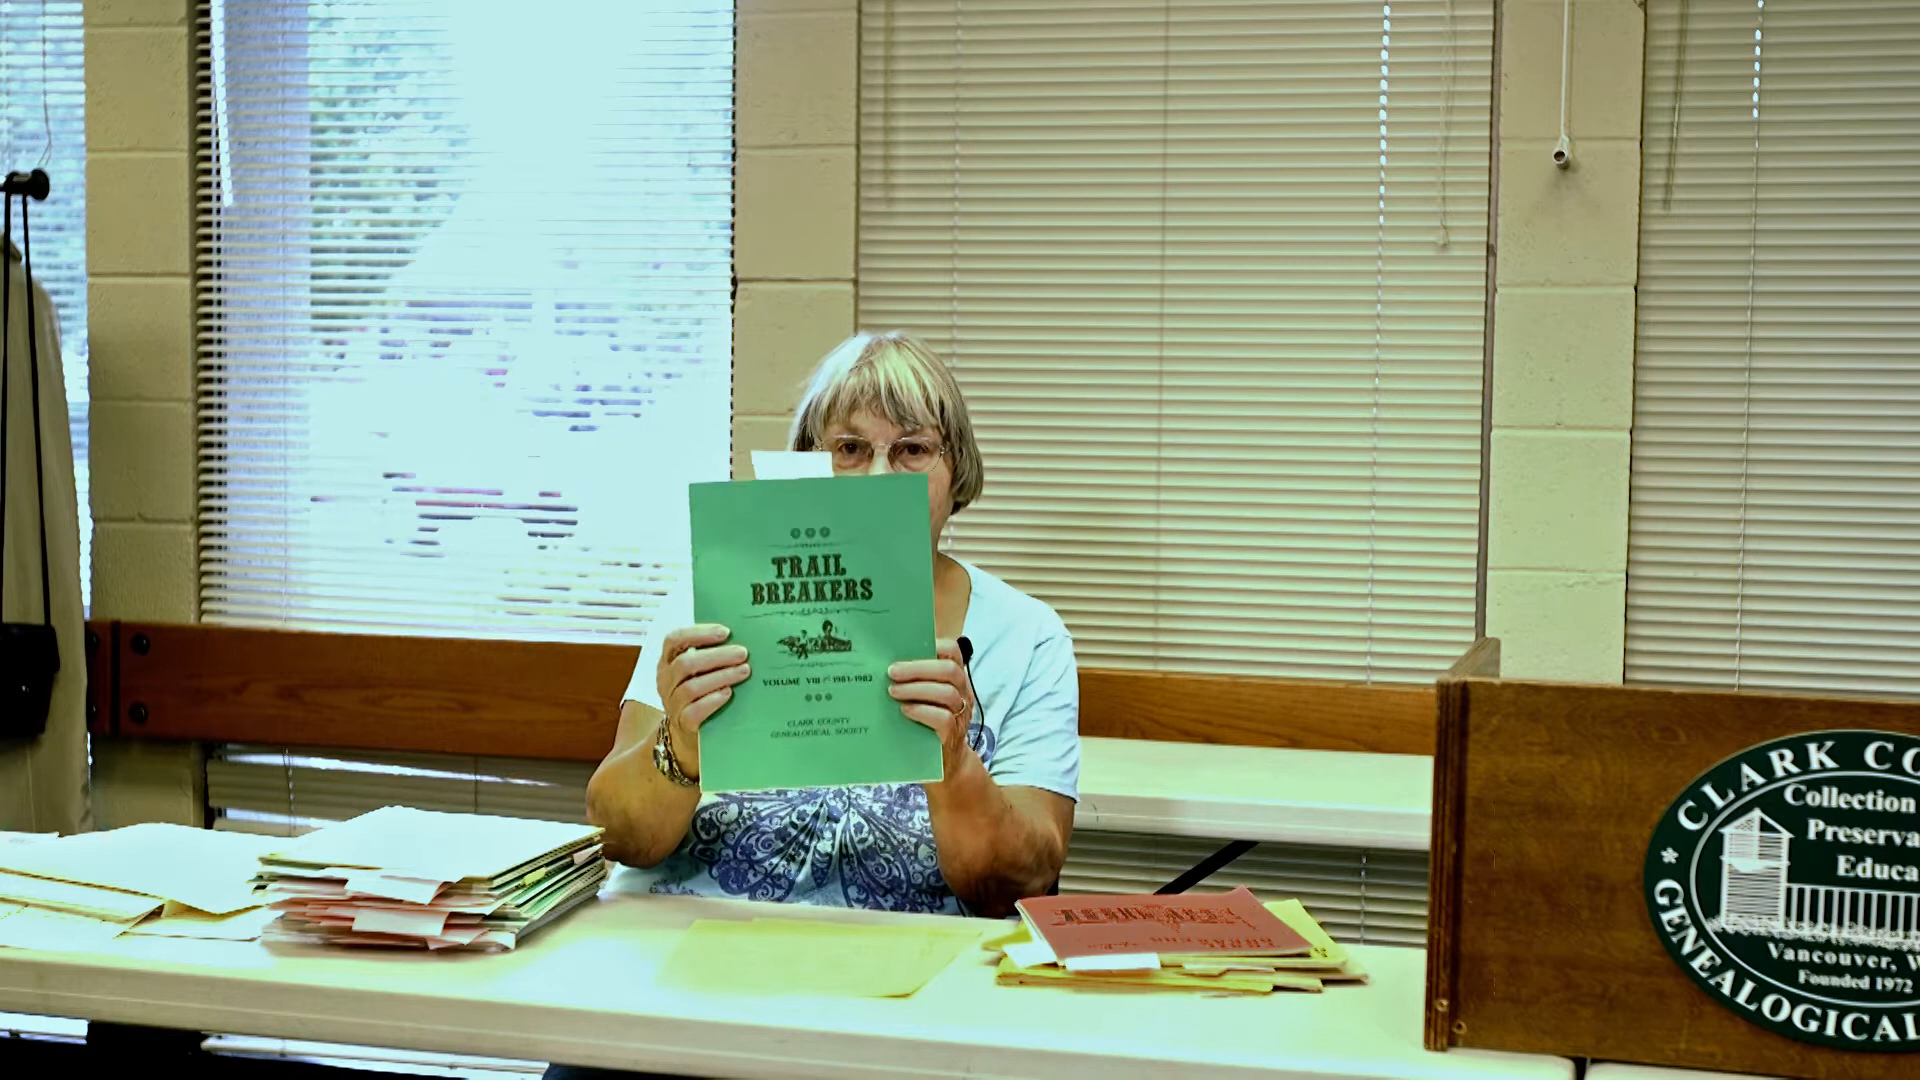 TRAIL
BREAKERS
VOLUME VIII 1981-1982
CLARK COUNTY
GENEALOGICAL SOCIETY
CLARK CO
Collection
Preserva
Educa
Vancouver, W
Founded 1972
GENEALOGICAL